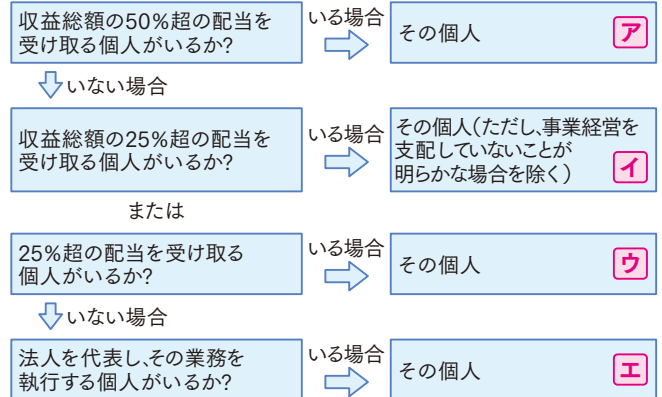 収益総額の50%超の配当を
受け取る個人がいるか?
いる場合
その個人
ア
いない場合
収益総額の25%超の配当を
受け取る個人がいるか?
いる場合
その個人(ただし、事業経営を
支配していないことが
明らかな場合を除く)
イ
または
25%超の配当を受け取る
個人がいるか?
いる場合
その個人
ウ
いない場合
法人を代表し、その業務を
執行する個人がいるか?
いる場合
その個人
エ